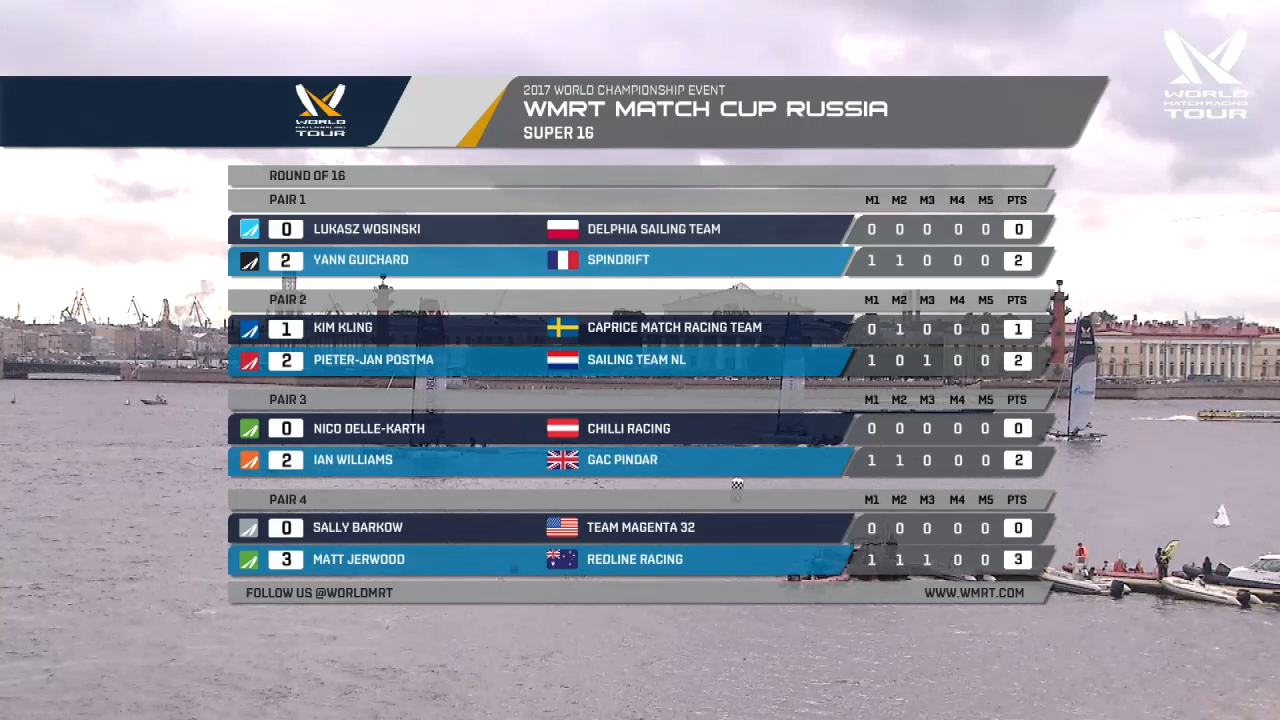 2017 WORLD CHAMPIONSHIP EVENT
WMRT MATCH CUP RUSSIA
SUPER 16
WORLD
MATCH RACING
TOUR
WORLD
MATCH RACING
TOUR
ROUND OF 16
PAIR 1 M1 M2 M3 M4 M5 PTS
0 LUKASZ WOSINSKI DELPHIA SAILING TEAM 0 0 0 0 0 0
2 YANN GUICHARD SPINDRIFT 1 1 0 0 0 2
PAIR 2 M1 M2 M3 M4 M5 PTS
1 KIM KLING CAPRICE MATCH RACING TEAM 0 1 0 0 0 1
2 PIETER-JAN POSTMA SAILING TEAM NL 1 0 1 0 0 2
PAIR 3 M1 M2 M3 M4 M5 PTS
0 NICO DELLE-KARTH CHILLI RACING 0 0 0 0 0 0
2 IAN WILLIAMS GAC PINDAR 1 1 0 0 0 2
PAIR 4 M1 M2 M3 M4 M5 PTS
0 SALLY BARKOW TEAM MAGENTA 32 0 0 0 0 0 0
3 MATT JERWOOD REDLINE RACING 1 1 1 0 0 3
FOLLOW US @WORLDMRT WWW.WMRT.COM